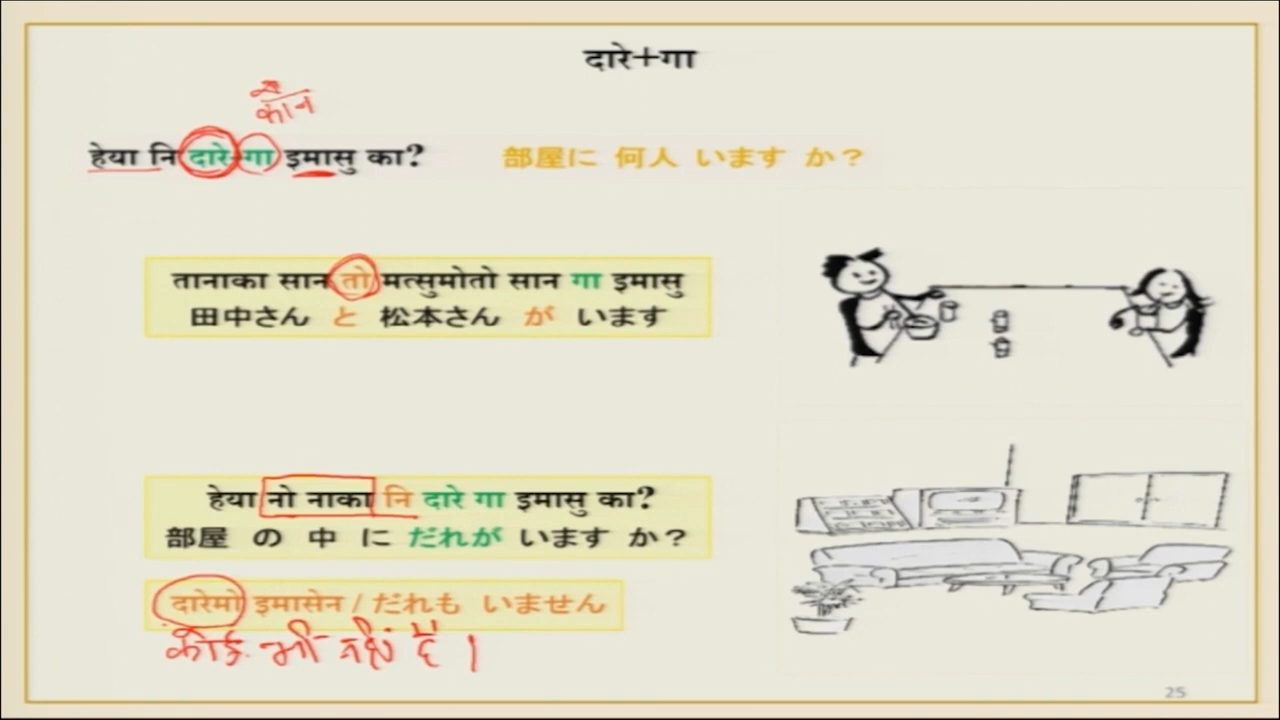 दारे+गा
कौन
हेया नि दारे गा इमासु का? 部屋に 何人 います か？
तानाका सान तो मत्सुमोतो सान गा इमासु
田中さん と 松本さん が います
हेया नो नाका नि दारे गा इमासु का?
部屋 の 中 に だれが います か？
दारेमो इमासेन / だれも いません
कोई भी नहीं है।
25